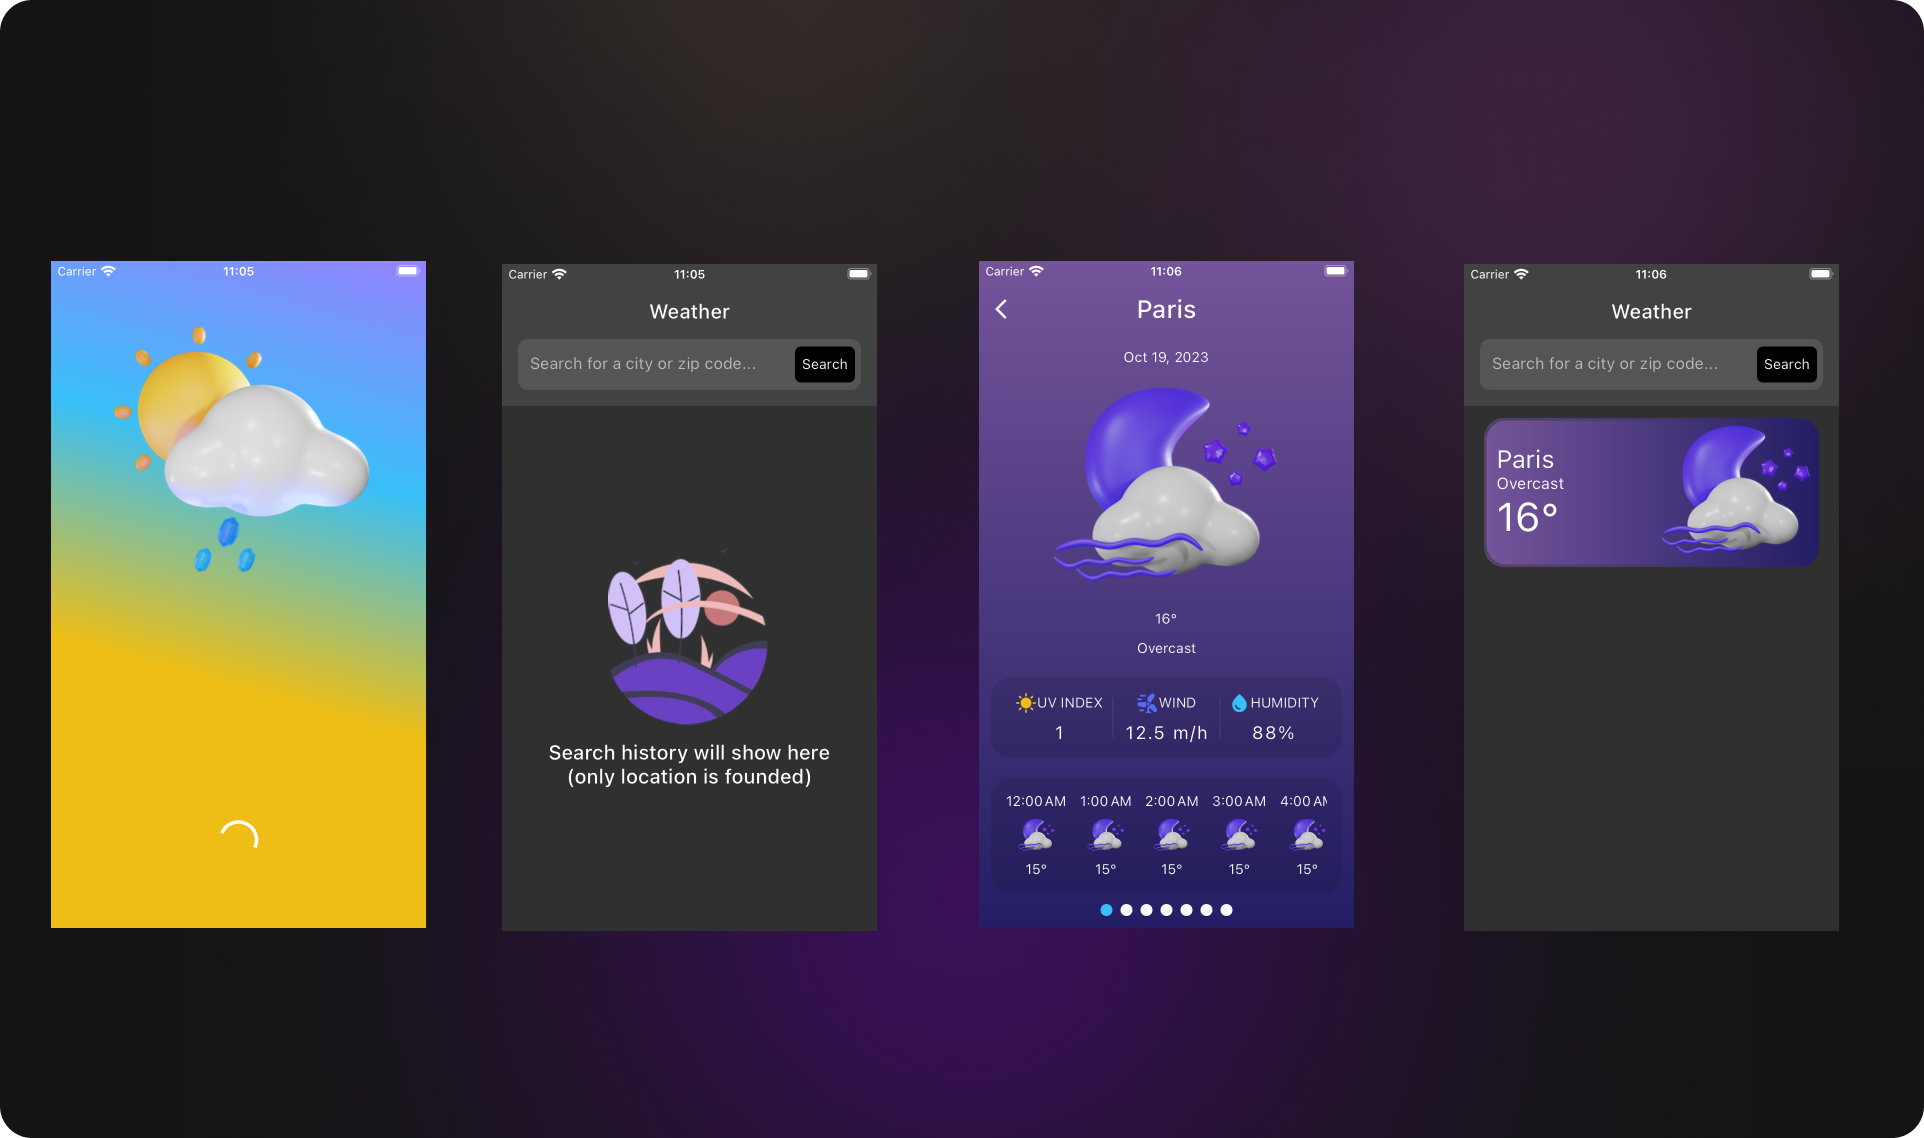 Carrier 11:05
Carrier 11:05
Weather
Search for a city or zip code... Search
Search history will show here
(only location is founded)
Carrier 11:06
Paris
Oct 19, 2023
16°
Overcast
UV INDEX WIND HUMIDITY
1 12.5 m/h 88%
12:00 AM 1:00 AM 2:00 AM 3:00 AM 4:00 AM
15° 15° 15° 15° 15°
Carrier 11:06
Weather
Search for a city or zip code... Search
Paris
Overcast
16°